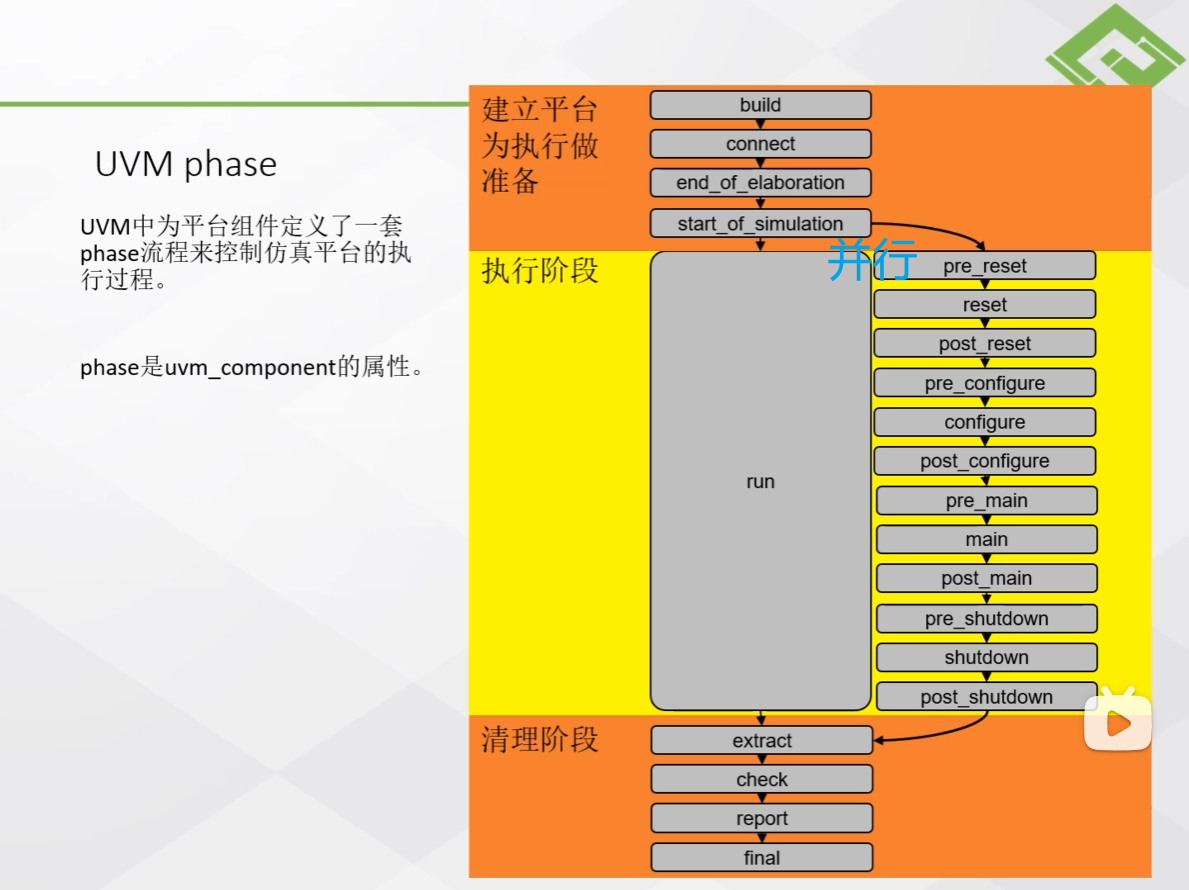 UVM phase
UVM中为平台组件定义了一套
phase流程来控制仿真平台的执
行过程。
phase是uvm_component的属性。
建立平台
为执行做
准备
build
connect
end_of_elaboration
start_of_simulation
执行阶段
并行
run
pre_reset
reset
post_reset
pre_configure
configure
post_configure
pre_main
main
post_main
pre_shutdown
shutdown
post_shutdown
清理阶段
extract
check
report
final